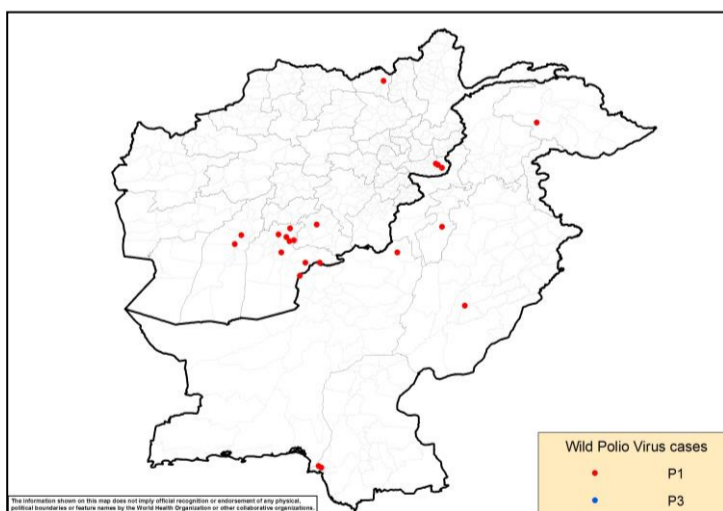 Wild Polio Virus cases
P1
P3
The information shown on this map does not imply official recognition or endorsement of any physical,
political boundaries or feature names by the World Health Organization or other collaborative organizations.